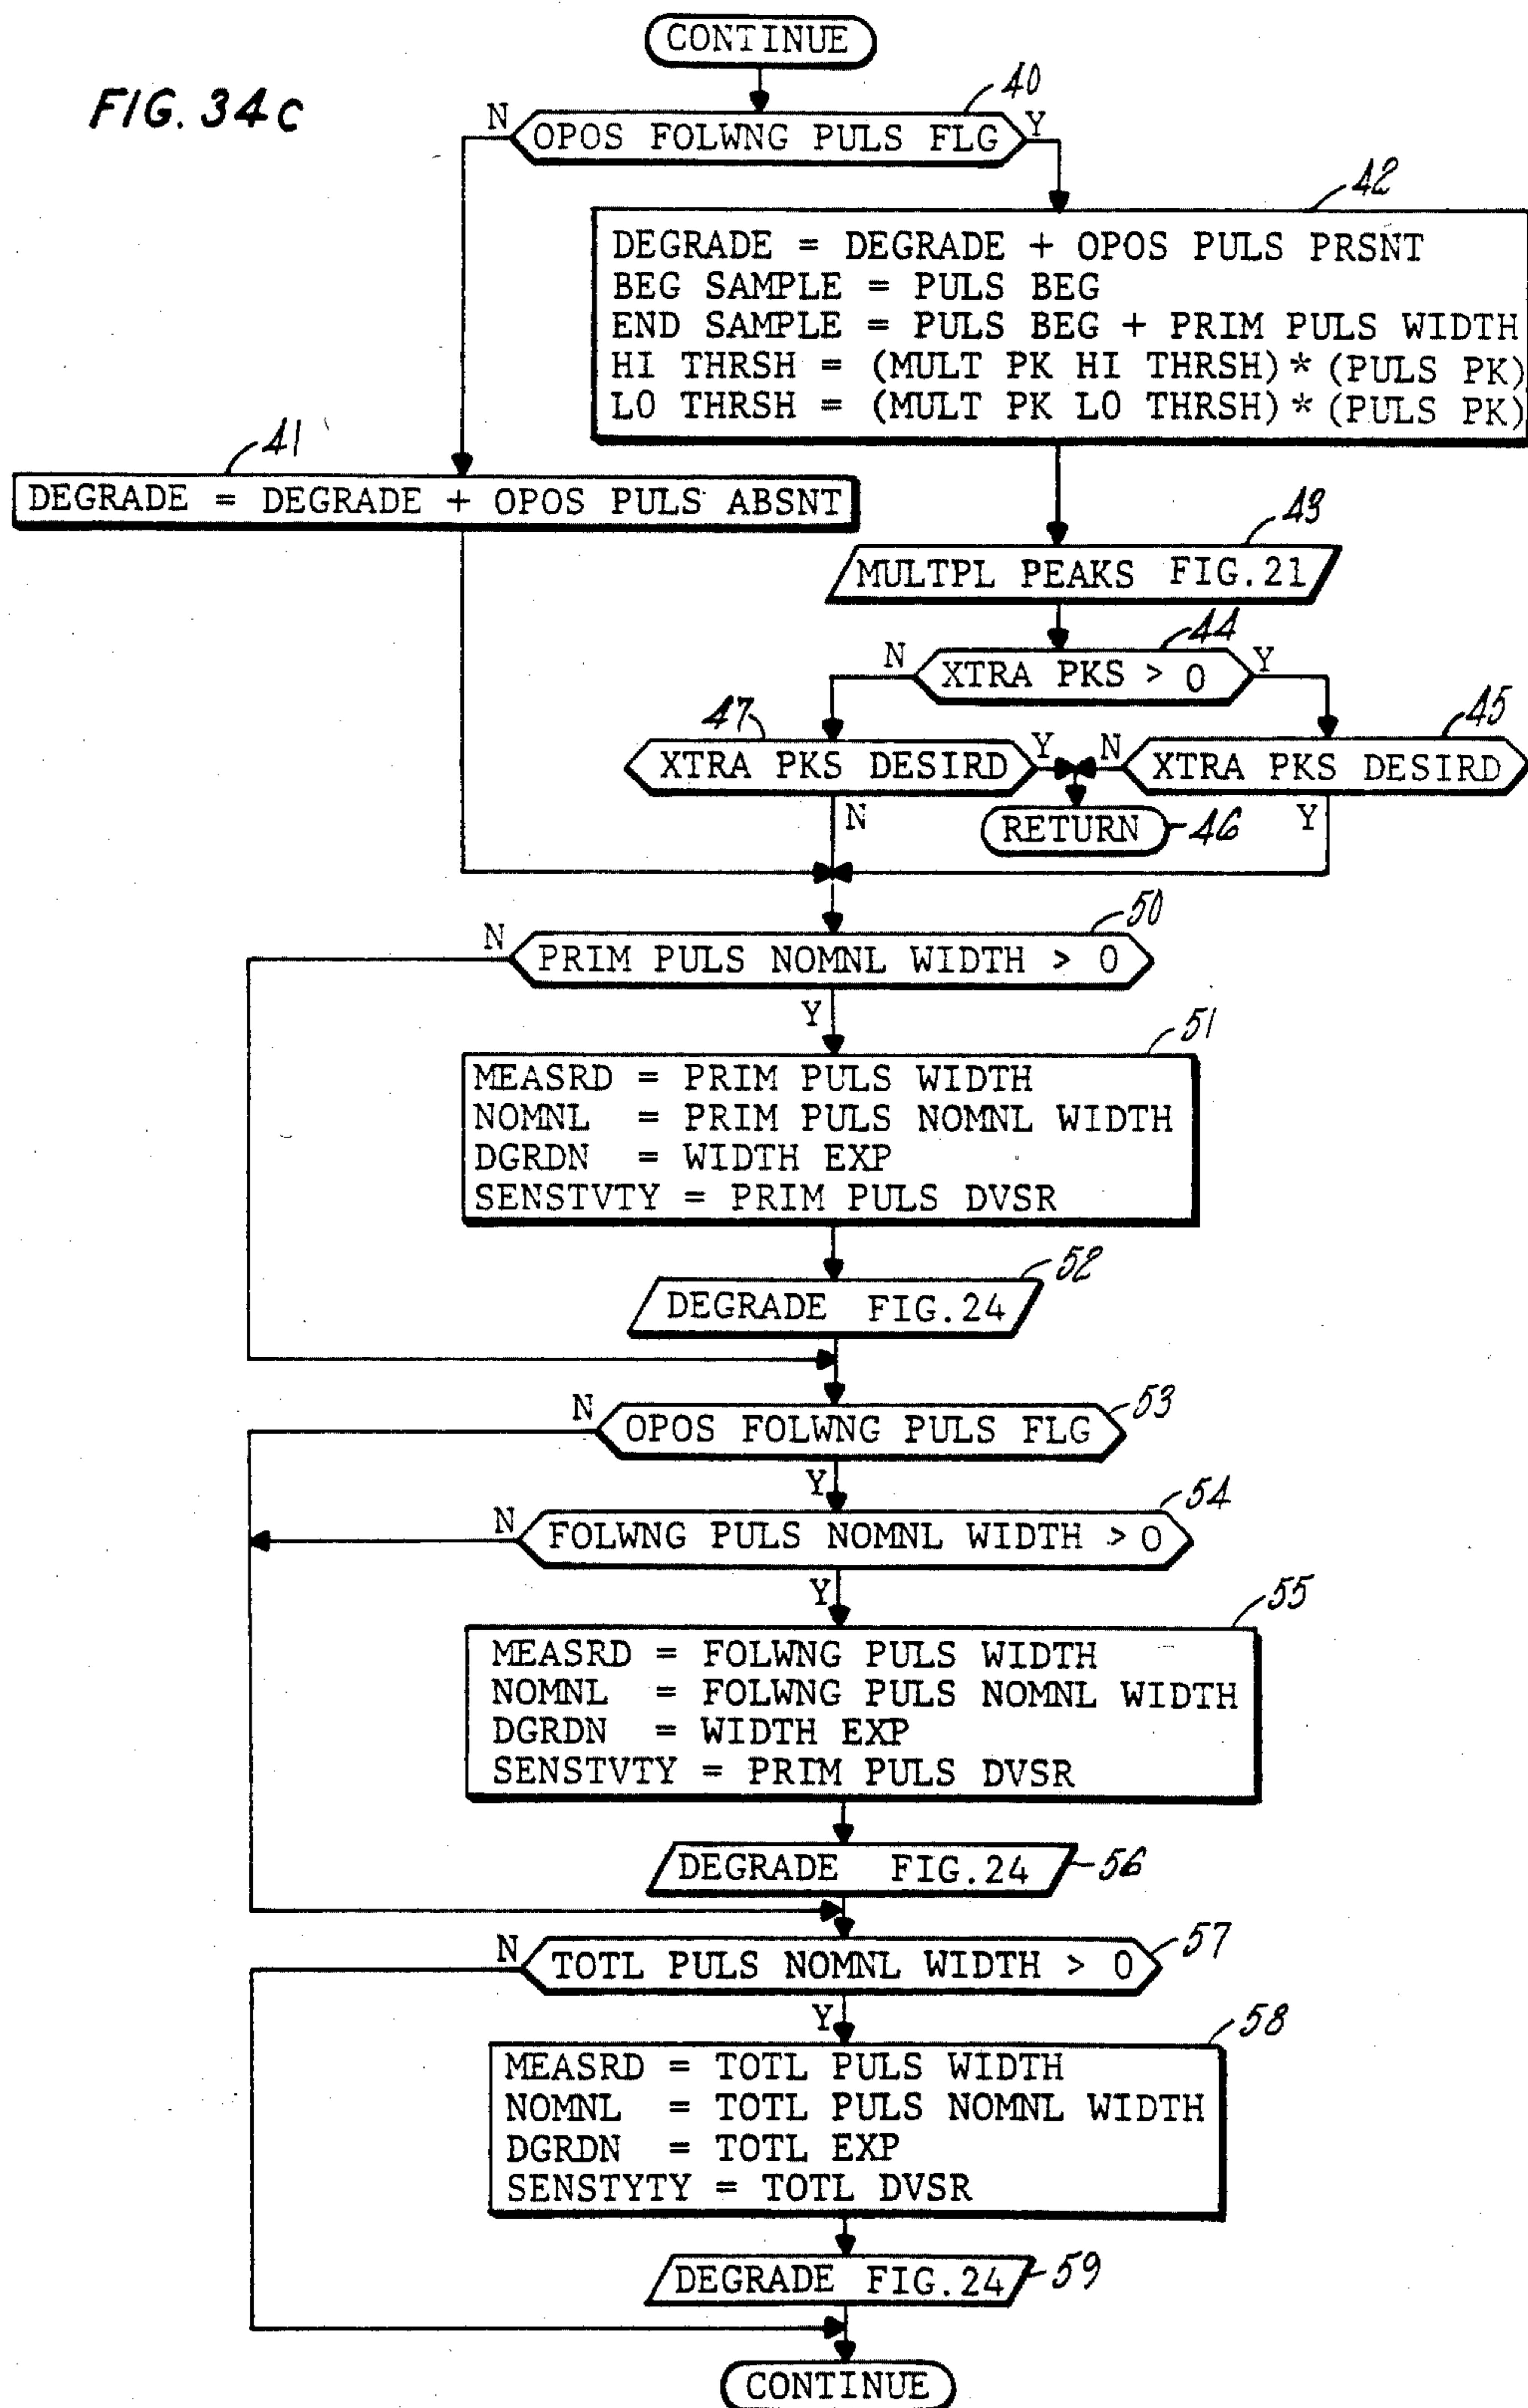 CONTINUE
FIG. 34c
40
N
OPOS FOLWNG PULS FLG
Y
42
DEGRADE = DEGRADE + OPOS PULS PRSNT
BEG SAMPLE = PULS BEG
END SAMPLE = PULS BEG + PRIM PULS WIDTH
HI THRSH = (MULT PK HI THRSH) * (PULS PK)
LO THRSH = (MULT PK LO THRSH) * (PULS PK)
41
DEGRADE = DEGRADE + OPOS PULS ABSNT
43
MULTPL PEAKS FIG.21
44
N
XTRA PKS > 0
Y
47
45
XTRA PKS DESIRD
Y
N
XTRA PKS DESIRD
N
RETURN
46
Y
50
N
PRIM PULS NOMNL WIDTH > 0
Y
51
MEASRD = PRIM PULS WIDTH
NOMNL = PRIM PULS NOMNL WIDTH
DGRDN = WIDTH EXP
SENSTVTY = PRIM PULS DVSR
52
DEGRADE FIG.24
53
N
OPOS FOLWNG PULS FLG
Y
54
N
FOLWNG PULS NOMNL WIDTH > 0
Y
55
MEASRD = FOLWNG PULS WIDTH
NOMNL = FOLWNG PULS NOMNL WIDTH
DGRDN = WIDTH EXP
SENSTVTY = PRIM PULS DVSR
DEGRADE FIG.24
56
N
TOTL PULS NOMNL WIDTH > 0
57
Y
58
MEASRD = TOTL PULS WIDTH
NOMNL = TOTL PULS NOMNL WIDTH
DGRDN = TOTL EXP
SENSTYTY = TOTL DVSR
DEGRADE FIG.24
59
CONTINUE